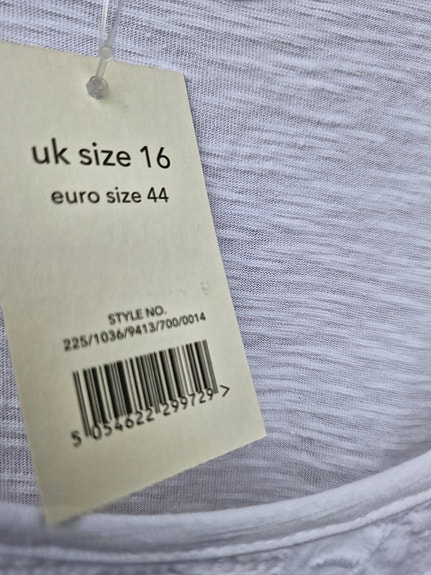 uk size 16
euro size 44
STYLE NO.
225/1036/9413/700/0014
5 054622 299729 >